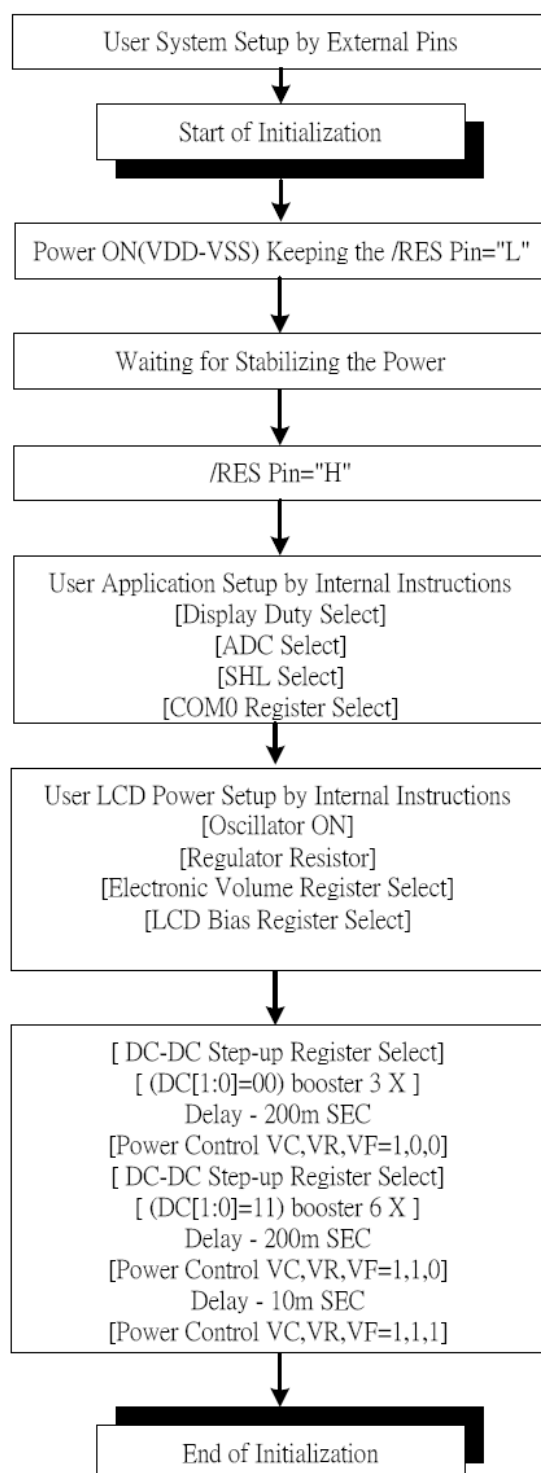 User System Setup by External Pins
Start of Initialization
Power ON(VDD-VSS) Keeping the /RES Pin="L"
Waiting for Stabilizing the Power
/RES Pin="H"
User Application Setup by Internal Instructions
[Display Duty Select]
[ADC Select]
[SHL Select]
[COM0 Register Select]
User LCD Power Setup by Internal Instructions
[Oscillator ON]
[Regulator Resistor]
[Electronic Volume Register Select]
[LCD Bias Register Select]
[ DC-DC Step-up Register Select]
[ (DC[1:0]=00) booster 3 X ]
Delay - 200m SEC
[Power Control VC,VR,VF=1,0,0]
[ DC-DC Step-up Register Select]
[ (DC[1:0]=11) booster 6 X ]
Delay - 200m SEC
[Power Control VC,VR,VF=1,1,0]
Delay - 10m SEC
[Power Control VC,VR,VF=1,1,1]
End of Initialization